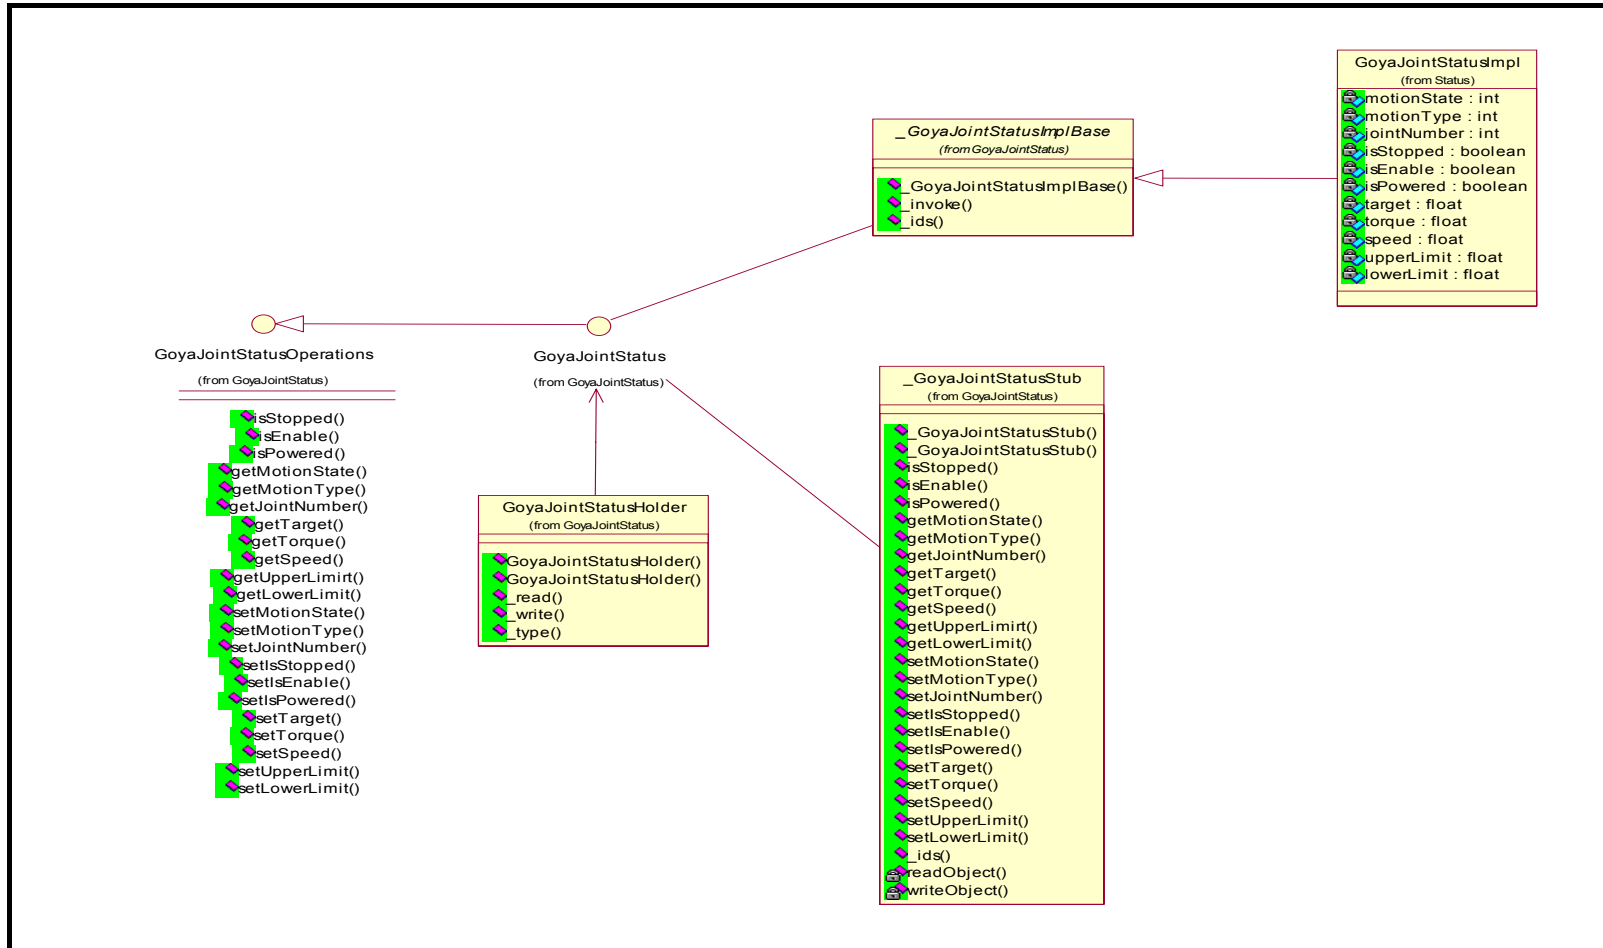 GoyaJointStatusImpl
(from Status)
motionState : int
motionType : int
jointNumber : int
isStopped : boolean
isEnable : boolean
isPowered : boolean
target : float
torque : float
speed : float
upperLimit : float
lowerLimit : float
_GoyaJointStatusImplBase
(from GoyaJointStatus)
_GoyaJointStatusImplBase()
_invoke()
_ids()
GoyaJointStatusOperations
(from GoyaJointStatus)
isStopped()
isEnable()
isPowered()
getMotionState()
getMotionType()
getJointNumber()
getTarget()
getTorque()
getSpeed()
getUpperLimirt()
getLowerLimit()
setMotionState()
setMotionType()
setJointNumber()
setIsStopped()
setIsEnable()
setIsPowered()
setTarget()
setTorque()
setSpeed()
setUpperLimit()
setLowerLimit()
GoyaJointStatus
(from GoyaJointStatus)
GoyaJointStatusHolder
(from GoyaJointStatus)
GoyaJointStatusHolder()
GoyaJointStatusHolder()
_read()
_write()
_type()
_GoyaJointStatusStub
(from GoyaJointStatus)
_GoyaJointStatusStub()
_GoyaJointStatusStub()
isStopped()
isEnable()
isPowered()
getMotionState()
getMotionType()
getJointNumber()
getTarget()
getTorque()
getSpeed()
getUpperLimirt()
getLowerLimit()
setMotionState()
setMotionType()
setJointNumber()
setIsStopped()
setIsEnable()
setIsPowered()
setTarget()
setTorque()
setSpeed()
setUpperLimit()
setLowerLimit()
_ids()
readObject()
writeObject()